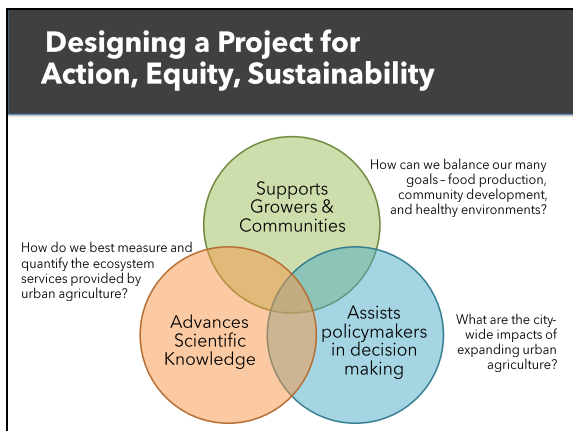 Designing a Project for
Action, Equity, Sustainability
How can we balance our many
goals – food production,
community development,
and healthy environments?
Supports
Growers &
Communities
How do we best measure and
quantify the ecosystem
services provided by
urban agriculture?
Advances
Scientific
Knowledge
Assists
policymakers
in decision
making
What are the city-
wide impacts of
expanding urban
agriculture?